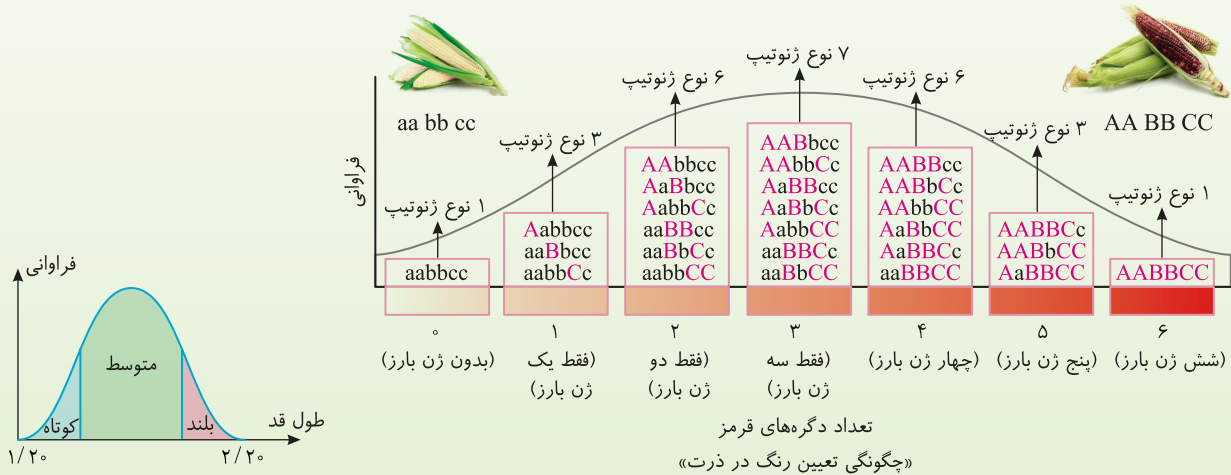 aa bb cc
AA BB CC
فراوانی
۱ نوع ژنوتیپ
۳ نوع ژنوتیپ
۶ نوع ژنوتیپ
۷ نوع ژنوتیپ
۶ نوع ژنوتیپ
۳ نوع ژنوتیپ
۱ نوع ژنوتیپ
aabbcc
Aabbcc
aaBbcc
aabbCc
AAbbcc
AaBbcc
AabbCc
aaBBcc
aaBbCc
aabbCC
AABbcc
AAbbCc
AaBBcc
AaBbCc
AabbCC
aaBBCc
aaBbCC
AABBcc
AABbCc
AAbbCC
AaBbCC
AaBBCc
aaBBCC
AABBCc
AABbCC
AaBBCC
AABBCC
۰
(بدون ژن بارز)
۱
(فقط یک
ژن بارز)
۲
(فقط دو
ژن بارز)
۳
(فقط سه
ژن بارز)
۴
(چهار ژن بارز)
۵
(پنج ژن بارز)
۶
(شش ژن بارز)
تعداد دگره‌های قرمز
«چگونگی تعیین رنگ در ذرت»
فراوانی
متوسط
کوتاه
بلند
طول قد
۱/۲۰
۲/۲۰